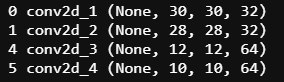 0 conv2d_1 (None, 30, 30, 32)
1 conv2d_2 (None, 28, 28, 32)
4 conv2d_3 (None, 12, 12, 64)
5 conv2d_4 (None, 10, 10, 64)